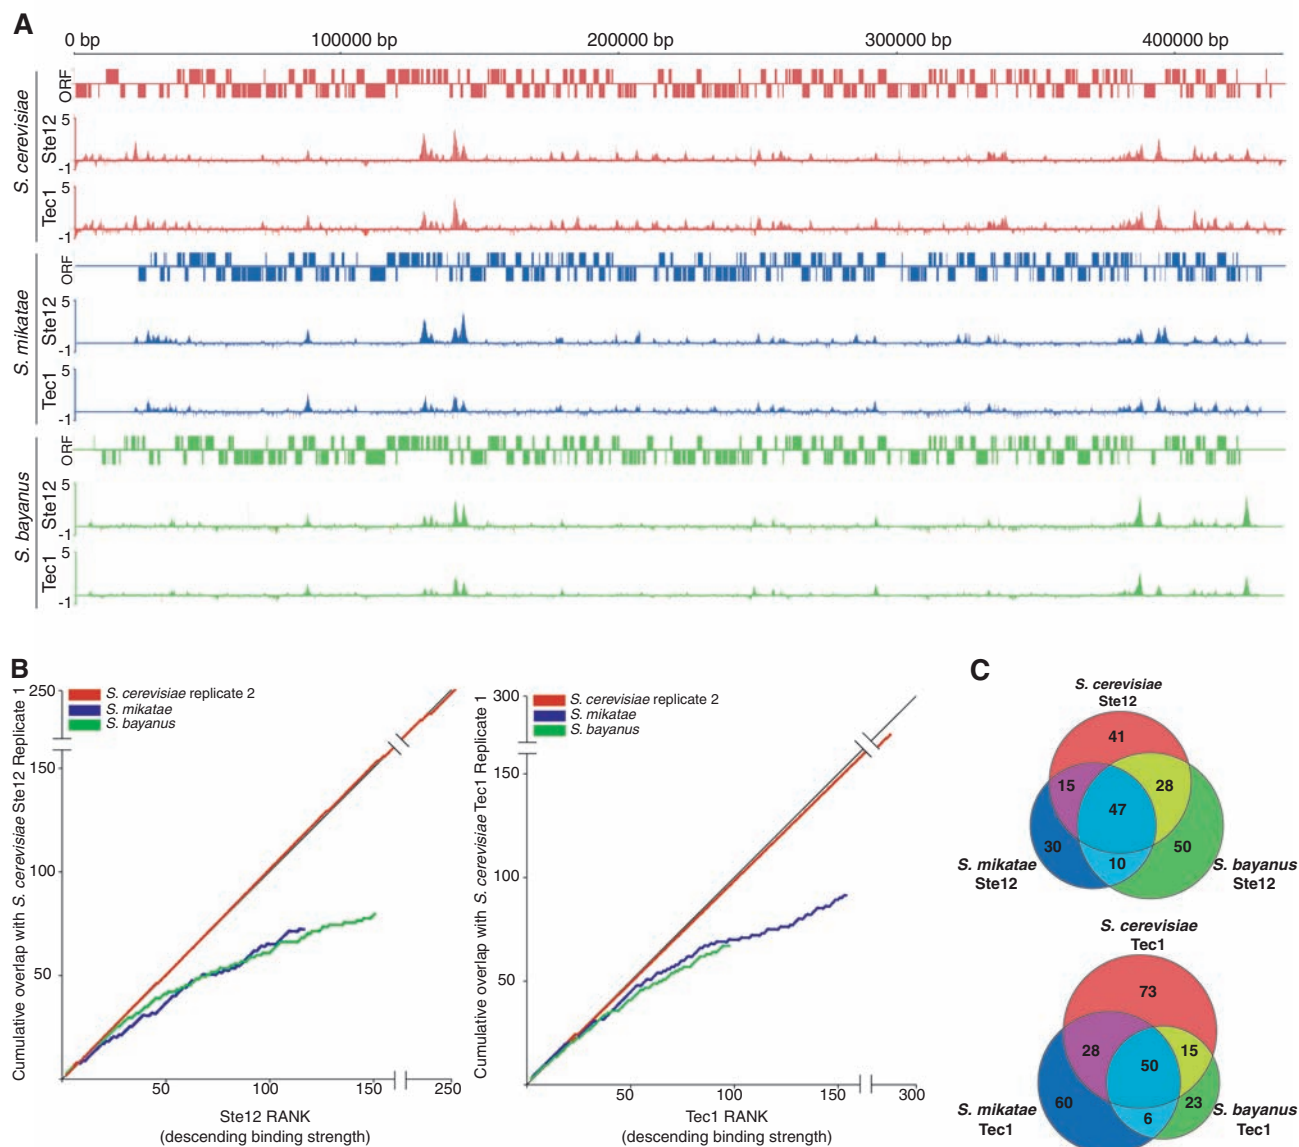 A
0 bp 100000 bp 200000 bp 300000 bp 400000 bp
S. cerevisiae
ORF
5
Ste12
-1
5
Tec1
-1
S. mikatae
ORF
5
Ste12
-1
5
Tec1
-1
S. bayanus
ORF
5
Ste12
-1
5
Tec1
-1
B
Cumulative overlap with S. cerevisiae Ste12 Replicate 1
250
150
100
50
S. cerevisiae replicate 2
S. mikatae
S. bayanus
50 100 150 250
Ste12 RANK
(descending binding strength)
Cumulative overlap with S. cerevisiae Tec1 Replicate 1
300
150
100
50
S. cerevisiae replicate 2
S. mikatae
S. bayanus
50 100 150 300
Tec1 RANK
(descending binding strength)
C
S. cerevisiae
Ste12
41
15
28
47
30
50
10
S. mikatae
Ste12
S. bayanus
Ste12
S. cerevisiae
Tec1
73
28
15
50
60
23
6
S. mikatae
Tec1
S. bayanus
Tec1